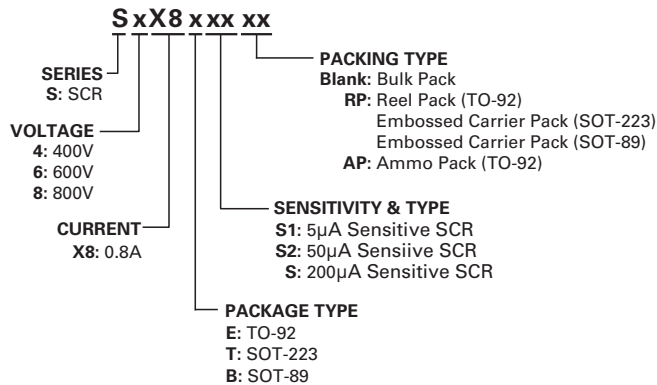 S x X 8 x xx xx
PACKING TYPE
Blank: Bulk Pack
RP: Reel Pack (TO-92)
Embossed Carrier Pack (SOT-223)
Embossed Carrier Pack (SOT-89)
AP: Ammo Pack (TO-92)
SERIES
S: SCR
VOLTAGE
4: 400V
6: 600V
8: 800V
SENSITIVITY & TYPE
S1: 5μA Sensitive SCR
S2: 50μA Sensiive SCR
S: 200μA Sensitive SCR
CURRENT
X8: 0.8A
PACKAGE TYPE
E: TO-92
T: SOT-223
B: SOT-89